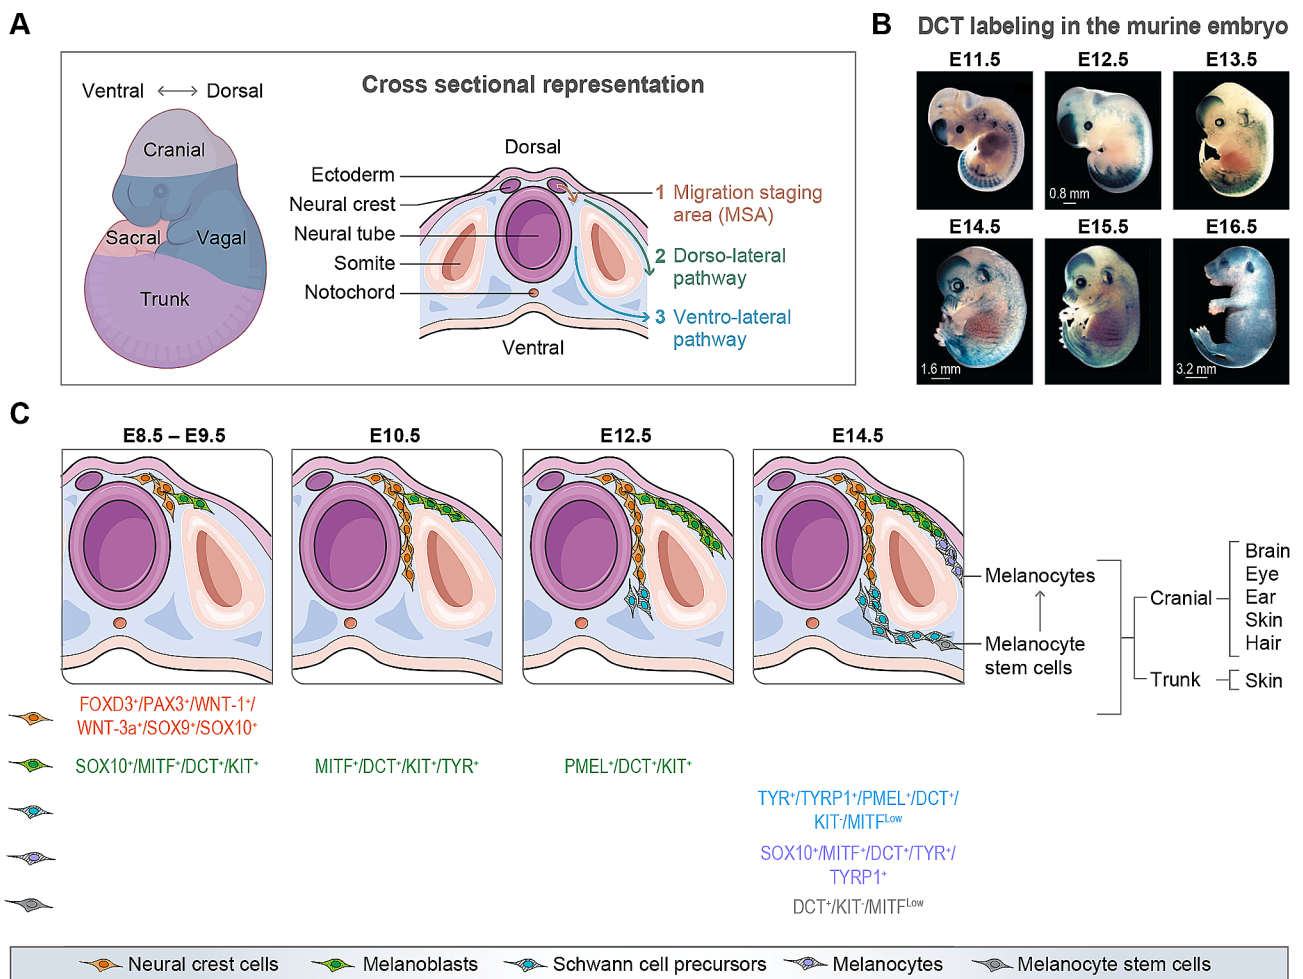 A
Ventral ⟷ Dorsal
Cranial
Sacral
Vagal
Trunk
Cross sectional representation
Dorsal
Ectoderm
Neural crest
Neural tube
Somite
Notochord
1 Migration staging
area (MSA)
2 Dorso-lateral
pathway
3 Ventro-lateral
pathway
Ventral
B
DCT labeling in the murine embryo
E11.5
E12.5
E13.5
0.8 mm
E14.5
E15.5
E16.5
1.6 mm
3.2 mm
C
E8.5 – E9.5
E10.5
E12.5
E14.5
Melanocytes
Melanocyte
stem cells
Cranial
Brain
Eye
Ear
Skin
Hair
Trunk
Skin
FOXD3⁺/PAX3⁺/WNT-1⁺/
WNT-3a⁺/SOX9⁺/SOX10⁺
SOX10⁺/MITF⁺/DCT⁺/KIT⁺
MITF⁺/DCT⁺/KIT⁺/TYR⁺
PMEL⁺/DCT⁺/KIT⁺
TYR⁺/TYRP1⁺/PMEL⁺/DCT⁺/
KIT⁻/MITFᴸᵒʷ
SOX10⁺/MITF⁺/DCT⁺/TYR⁺/
TYRP1⁺
DCT⁺/KIT⁻/MITFᴸᵒʷ
Neural crest cells
Melanoblasts
Schwann cell precursors
Melanocytes
Melanocyte stem cells